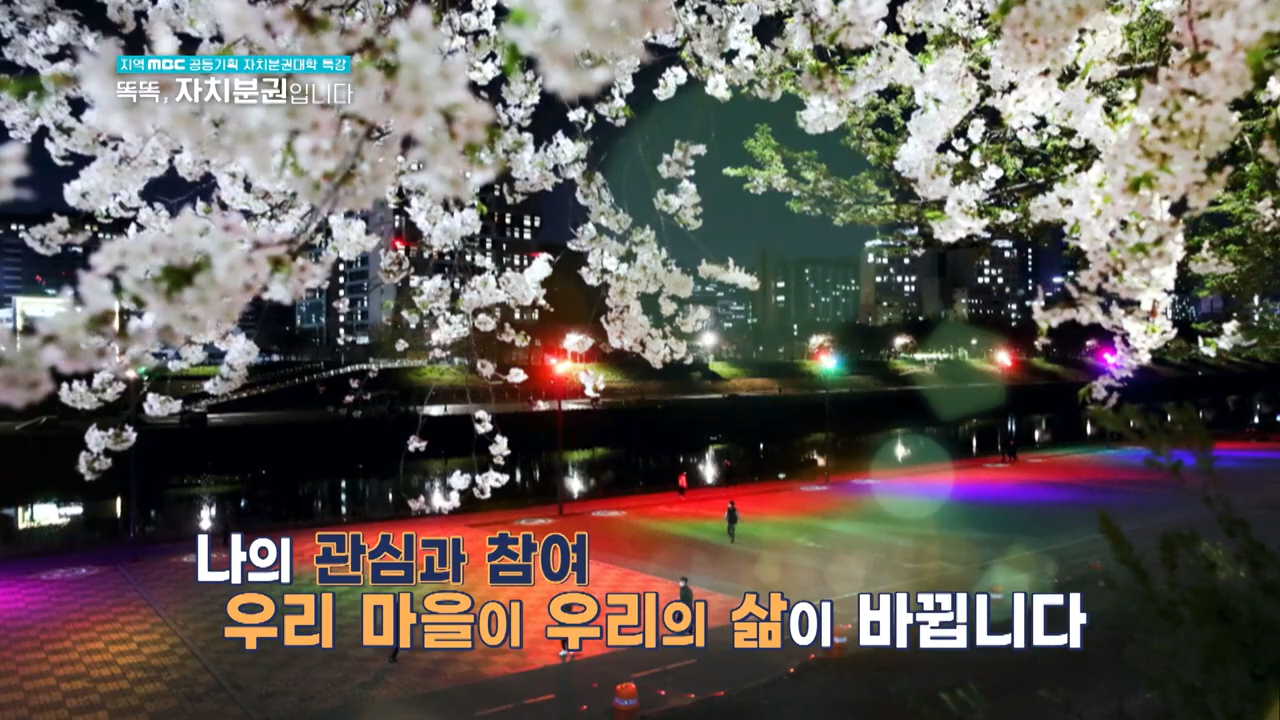 지역 MBC 공동기획 자치분권대학 특강
똑똑, 자치분권입니다
나의 관심과 참여
우리 마을이 우리의 삶이 바뀝니다